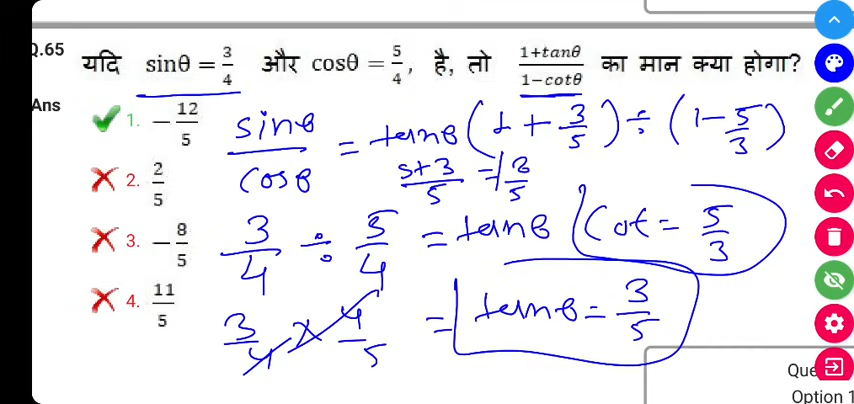 Q.65 यदि sinθ = 3/4 और cosθ = 5/4, है, तो 1+tanθ/1−cotθ का मान क्या होगा?
Ans
1. −12/5
2. 2/5
3. −8/5
4. 11/5
sinθ/cosθ = tanθ (1 + 3/5) ÷ (1 − 5/3)
5+3/5 =
3/4 ÷ 5/4 = tanθ Cot = 5/3
3/4 × 4/5 = tanθ = 3/5
Que
Option 1